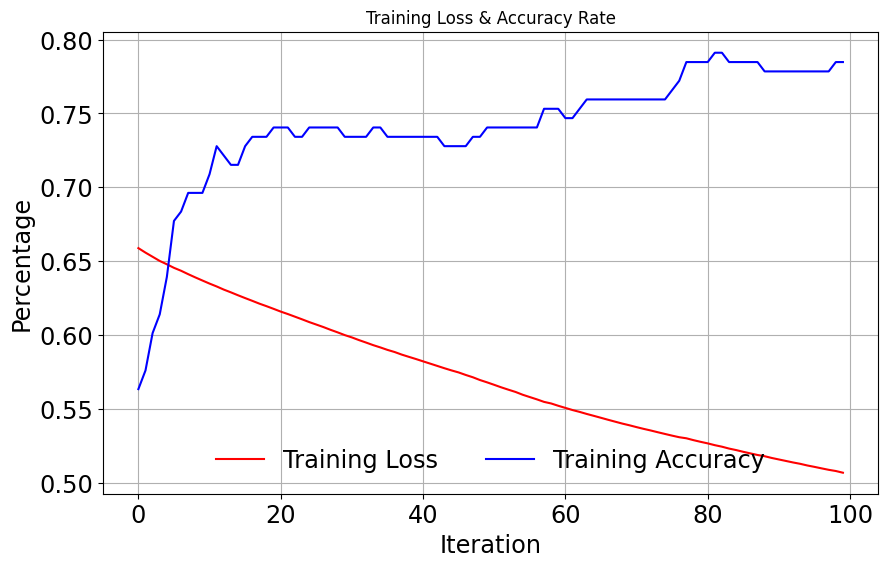 Training Loss & Accuracy Rate
0.80
0.75
0.70
0.65
0.60
0.55
0.50
Percentage
Training Loss
Training Accuracy
0 20 40 60 80 100
Iteration